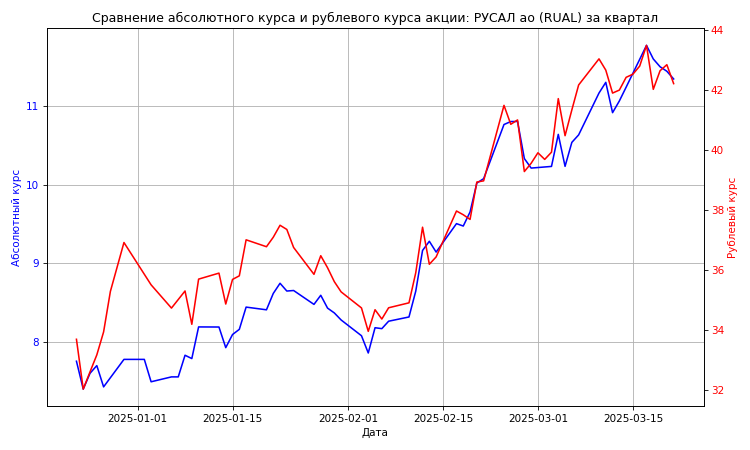 Сравнение абсолютного курса и рублевого курса акции: РУСАЛ ао (RUAL) за квартал
Абсолютный курс
11
10
9
8
44
42
40
38
36
34
32
Рублевый курс
2025-01-01 2025-01-15 2025-02-01 2025-02-15 2025-03-01 2025-03-15
Дата